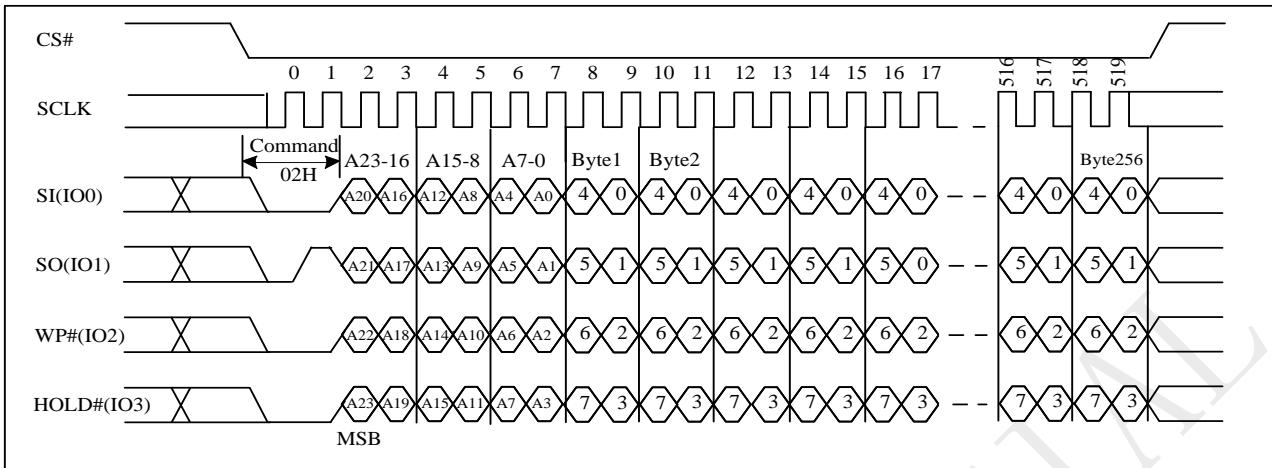 CS#
0 1 2 3 4 5 6 7 8 9 10 11 12 13 14 15 16 17 516 517 518 519
SCLK
Command A23-16 A15-8 A7-0 Byte1 Byte2 Byte256
02H
SI(IO0) A20 A16 A12 A8 A4 A0 4 0 4 0 4 0 4 0 4 0 4 0 4 0
SO(IO1) A21 A17 A13 A9 A5 A1 5 1 5 1 5 1 5 1 5 0 5 1 5 1
WP#(IO2) A22 A18 A14 A10 A6 A2 6 2 6 2 6 2 6 2 6 2 6 2 6 2
HOLD#(IO3) A23 A19 A15 A11 A7 A3 7 3 7 3 7 3 7 3 7 3 7 3 7 3
MSB